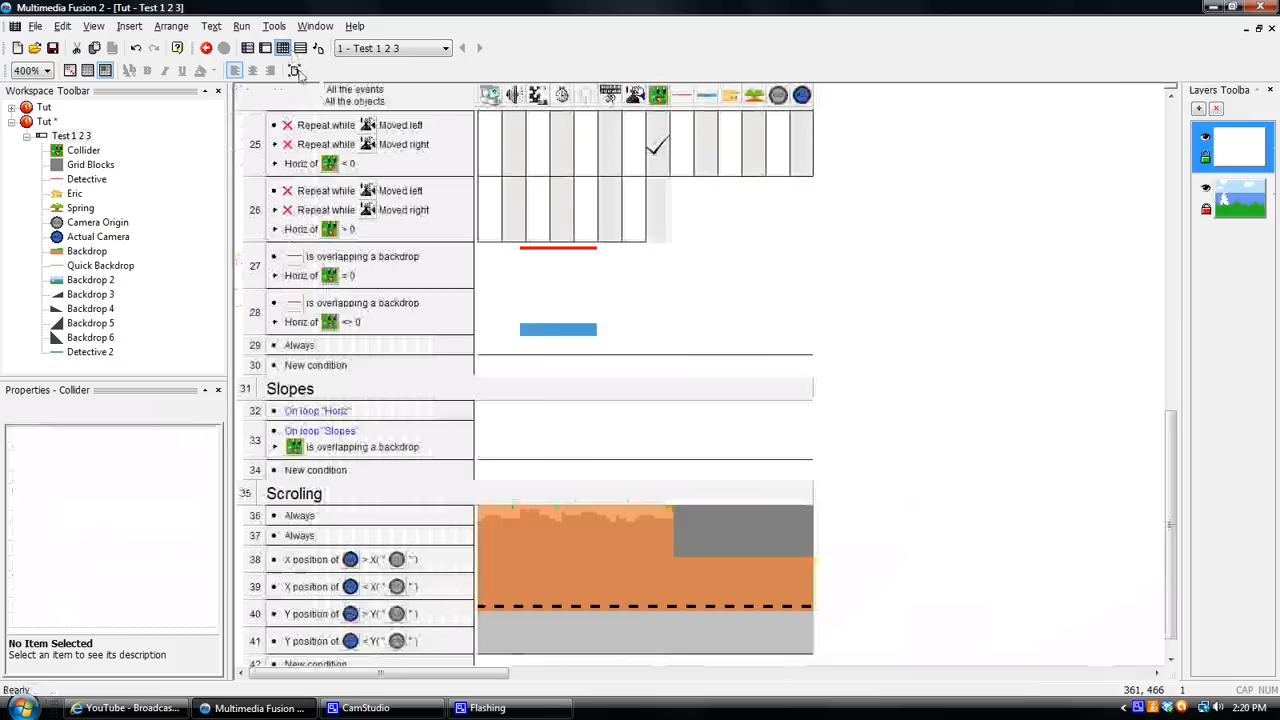 Multimedia Fusion 2 - [Tut - Test 1 2 3]
File Edit View Insert Arrange Text Run Tools Window Help
1 - Test 1 2 3
400% B I U A
Workspace Toolbar
Tut
Tut *
Test 1 2 3
Collider
Grid Blocks
Detective
Eric
Spring
Camera Origin
Actual Camera
Backdrop
Quick Backdrop
Backdrop 2
Backdrop 3
Backdrop 4
Backdrop 5
Backdrop 6
Detective 2
Properties - Collider
No Item Selected
Select an item to see its description
All the events
All the objects
25
Repeat while Moved left
Repeat while Moved right
Horiz of < 0
26
Repeat while Moved left
Repeat while Moved right
Horiz of > 0
27
is overlapping a backdrop
Horiz of = 0
28
is overlapping a backdrop
Horiz of <> 0
29 Always
30 New condition
31 Slopes
32 On loop "Horiz"
33
On loop "Slopes"
is overlapping a backdrop
34 New condition
35 Scroling
36 Always
37 Always
38 X position of > X( " " )
39 X position of < X( " " )
40 Y position of > Y( " " )
41 Y position of < Y( " " )
42 New condition
Layers Toolba
Ready
361, 466 1 CAP NUM
YouTube - Broadcas...
Multimedia Fusion ...
CamStudio
Flashing
2:20 PM